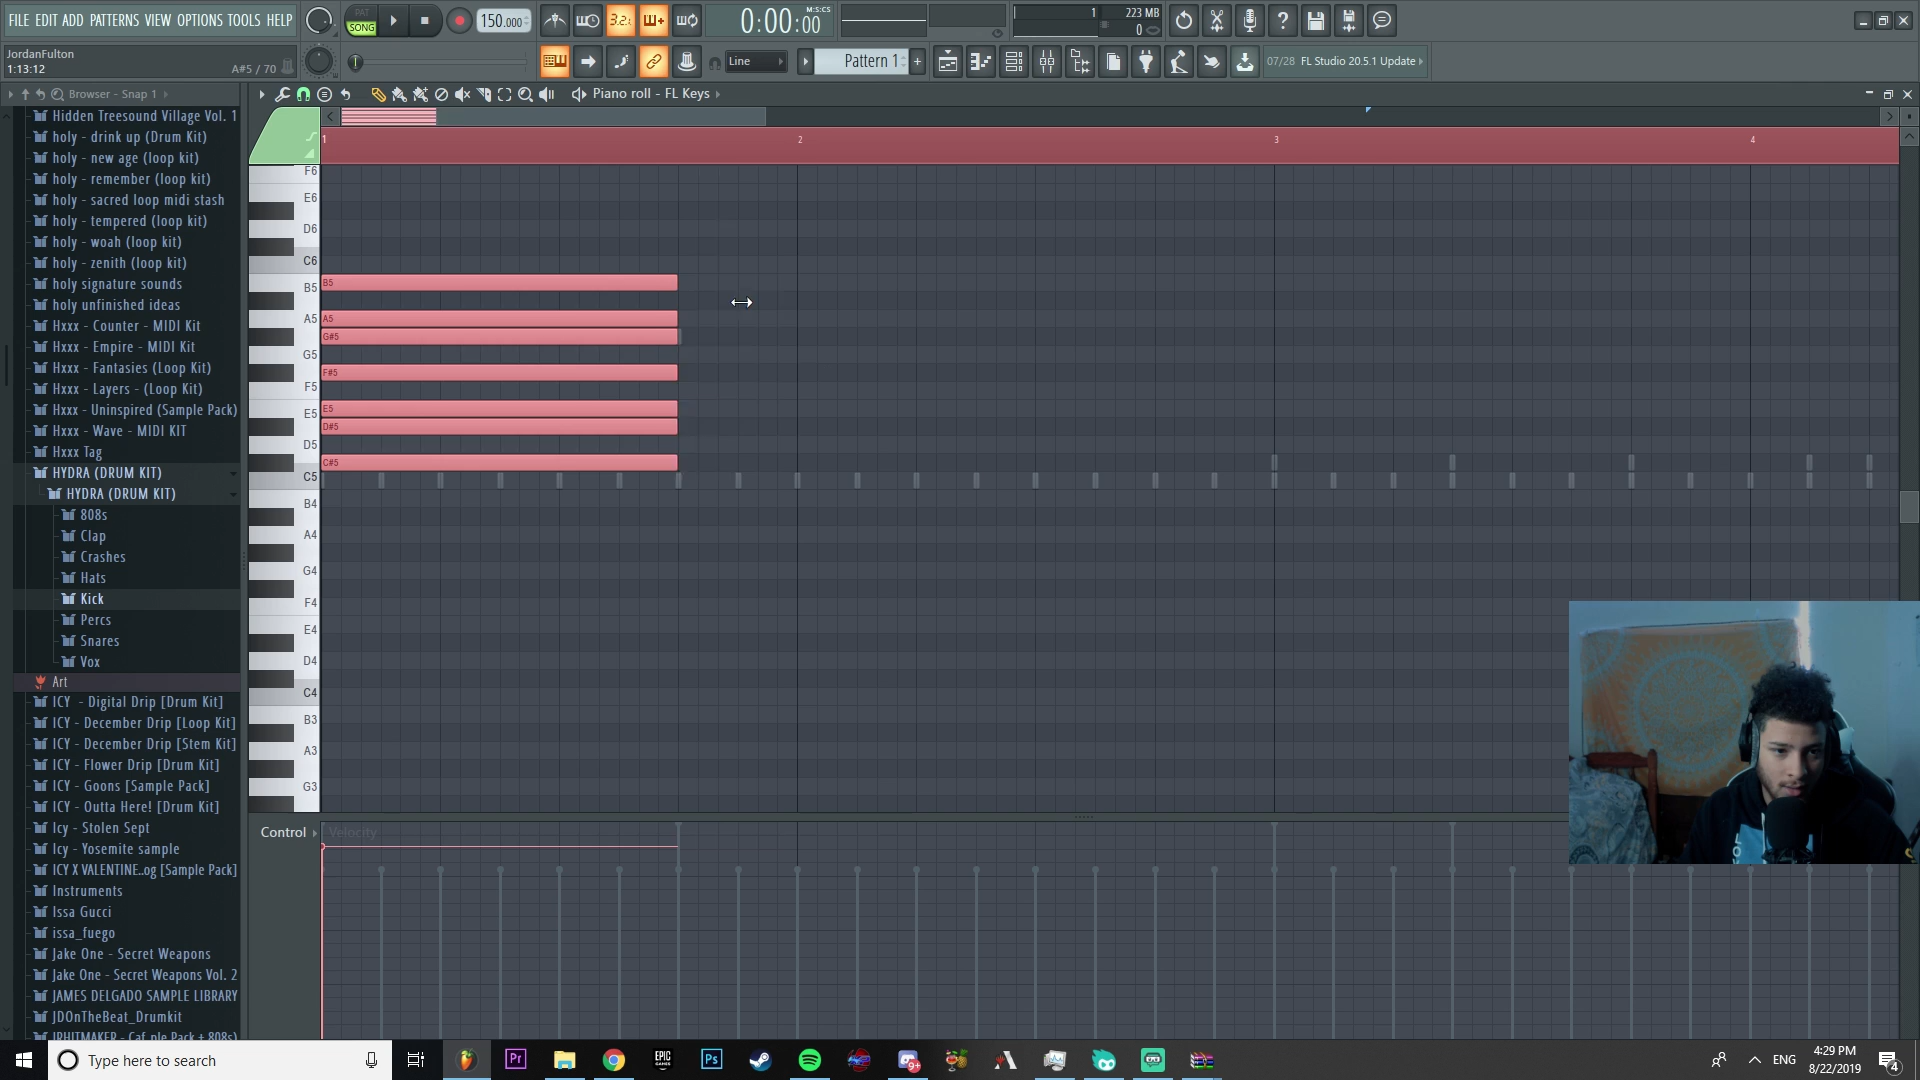 FILE EDIT ADD PATTERNS VIEW OPTIONS TOOLS HELP
PAT
SONG
150.000
3.2.
0:00:00
M:S:CS
1
223 MB
0
JordanFulton
1:13:12
A#5 / 70
Line
Pattern 1
+
07/28 FL Studio 20.5.1 Update
Browser - Snap 1
Piano roll - FL Keys
Hidden Treesound Village Vol. 1
holy - drink up (Drum Kit)
holy - new age (loop kit)
holy - remember (loop kit)
holy - sacred loop midi stash
holy - tempered (loop kit)
holy - woah (loop kit)
holy - zenith (loop kit)
holy signature sounds
holy unfinished ideas
Hxxx - Counter - MIDI Kit
Hxxx - Empire - MIDI Kit
Hxxx - Fantasies (Loop Kit)
Hxxx - Layers - (Loop Kit)
Hxxx - Uninspired (Sample Pack)
Hxxx - Wave - MIDI KIT
Hxxx Tag
HYDRA (DRUM KIT)
HYDRA (DRUM KIT)
808s
Clap
Crashes
Hats
Kick
Percs
Snares
Vox
Art
ICY - Digital Drip [Drum Kit]
ICY - December Drip [Loop Kit]
ICY - December Drip [Stem Kit]
ICY - Flower Drip [Drum Kit]
ICY - Goons [Sample Pack]
ICY - Outta Here! [Drum Kit]
Icy - Stolen Sept
Icy - Yosemite sample
ICY X VALENTINE..og [Sample Pack]
Instruments
Issa Gucci
issa_fuego
Jake One - Secret Weapons
Jake One - Secret Weapons Vol. 2
JAMES DELGADO SAMPLE LIBRARY
JDOnTheBeat_Drumkit
1 2 3 4
F6
E6
D6
C6
B5 B5
A5 A5
G#5
G5
F#5
F5
E5 E5
D#5
D5
C#5
C5
B4
A4
G4
F4
E4
D4
C4
B3
A3
G3
Control Velocity
Type here to search
Pr
EPIC GAMES
Ps
9+
ENG
4:29 PM
8/22/2019
4